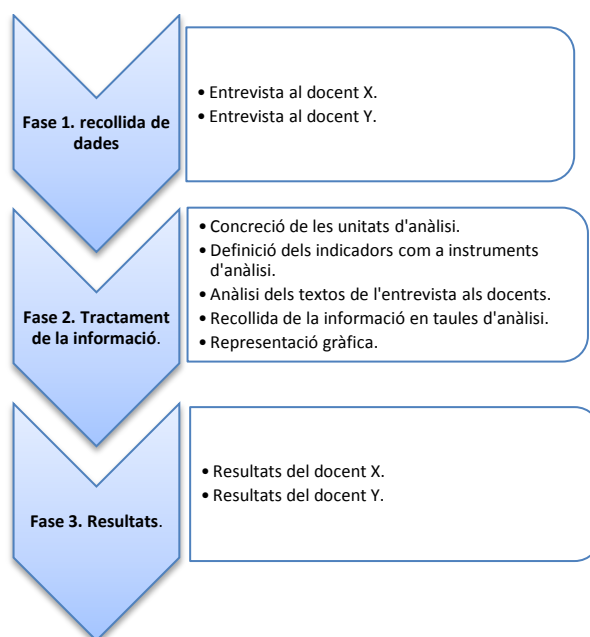 Fase 1. recollida de
dades
• Entrevista al docent X.
• Entrevista al docent Y.
Fase 2. Tractament
de la informació.
• Concreció de les unitats d'anàlisi.
• Definició dels indicadors com a instruments
d'anàlisi.
• Anàlisi dels textos de l'entrevista als docents.
• Recollida de la informació en taules d'anàlisi.
• Representació gràfica.
Fase 3. Resultats.
• Resultats del docent X.
• Resultats del docent Y.